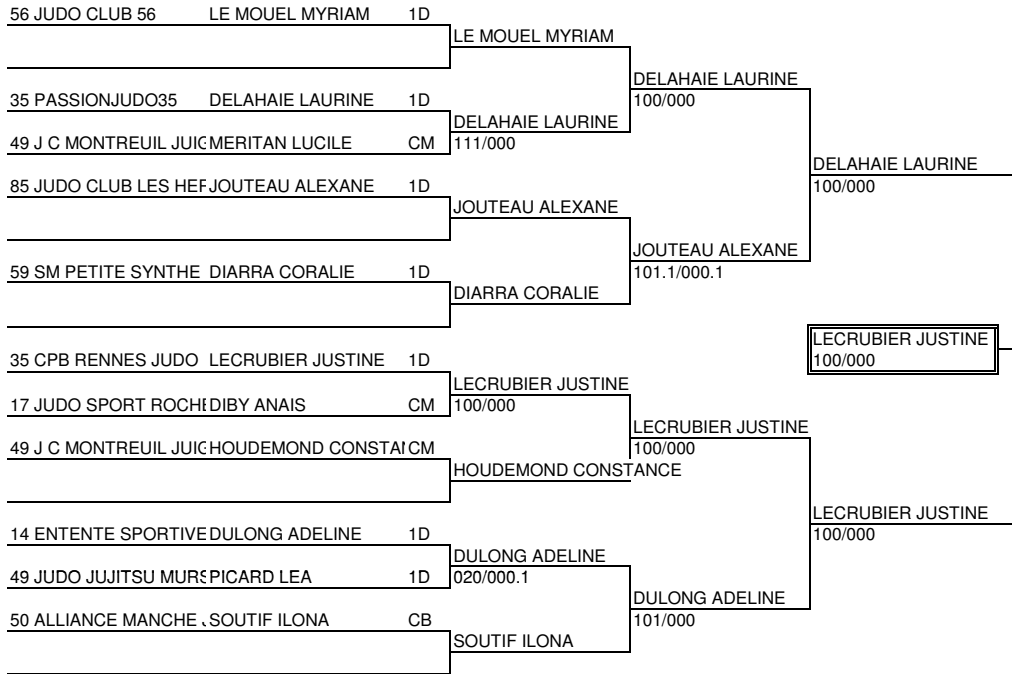 56 JUDO CLUB 56 LE MOUEL MYRIAM 1D
LE MOUEL MYRIAM
DELAHAIE LAURINE
100/000
35 PASSIONJUDO35 DELAHAIE LAURINE 1D
DELAHAIE LAURINE
111/000
49 J C MONTREUIL JUIG MERITAN LUCILE CM
DELAHAIE LAURINE
100/000
85 JUDO CLUB LES HER JOUTEAU ALEXANE 1D
JOUTEAU ALEXANE
JOUTEAU ALEXANE
101.1/000.1
59 SM PETITE SYNTHE DIARRA CORALIE 1D
DIARRA CORALIE
LECRUBIER JUSTINE
100/000
35 CPB RENNES JUDO LECRUBIER JUSTINE 1D
LECRUBIER JUSTINE
100/000
17 JUDO SPORT ROCHE DIBY ANAIS CM
LECRUBIER JUSTINE
100/000
49 J C MONTREUIL JUIG HOUDEMOND CONSTAN CM
HOUDEMOND CONSTANCE
LECRUBIER JUSTINE
100/000
14 ENTENTE SPORTIVE DULONG ADELINE 1D
DULONG ADELINE
020/000.1
49 JUDO JUJITSU MURS PICARD LEA 1D
DULONG ADELINE
101/000
50 ALLIANCE MANCHE SOUTIF ILONA CB
SOUTIF ILONA